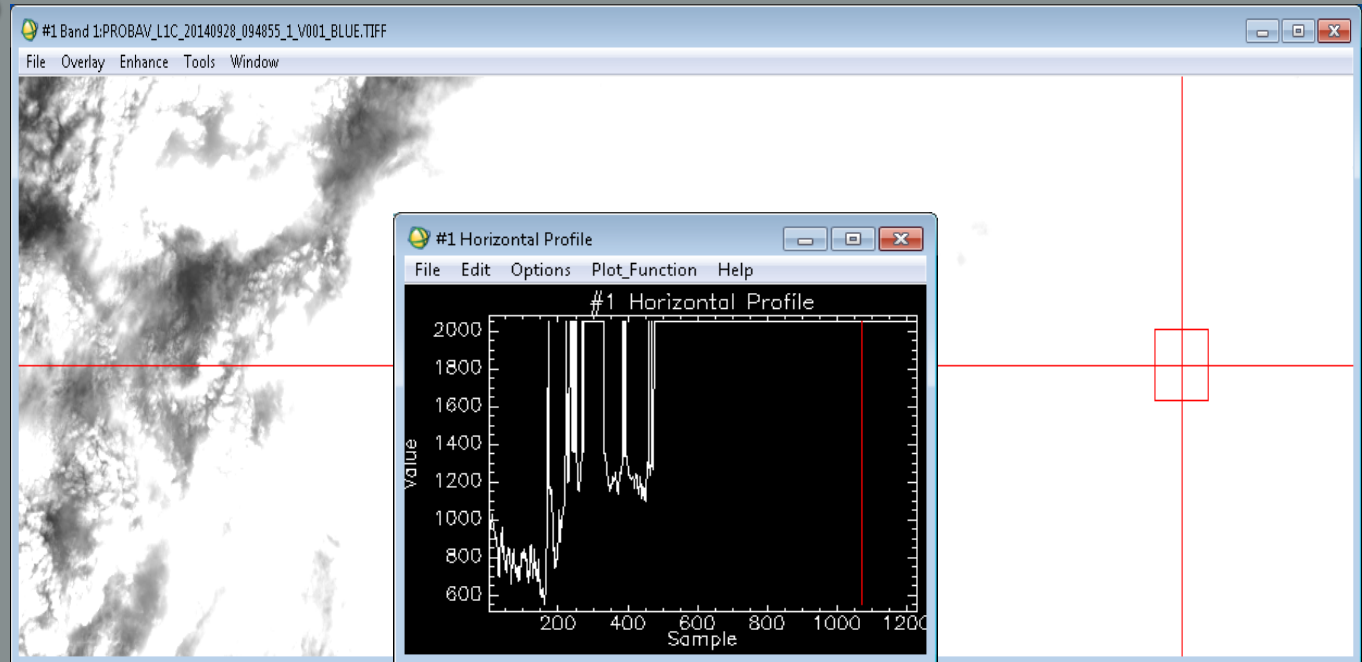 #1 Band 1:PROBAV_L1C_20140928_094855_1_V001_BLUE.TIFF
File Overlay Enhance Tools Window
#1 Horizontal Profile
File Edit Options Plot_Function Help
#1 Horizontal Profile
2000
1800
1600
1400
1200
1000
800
600
Value
200 400 600 800 1000 1200
Sample